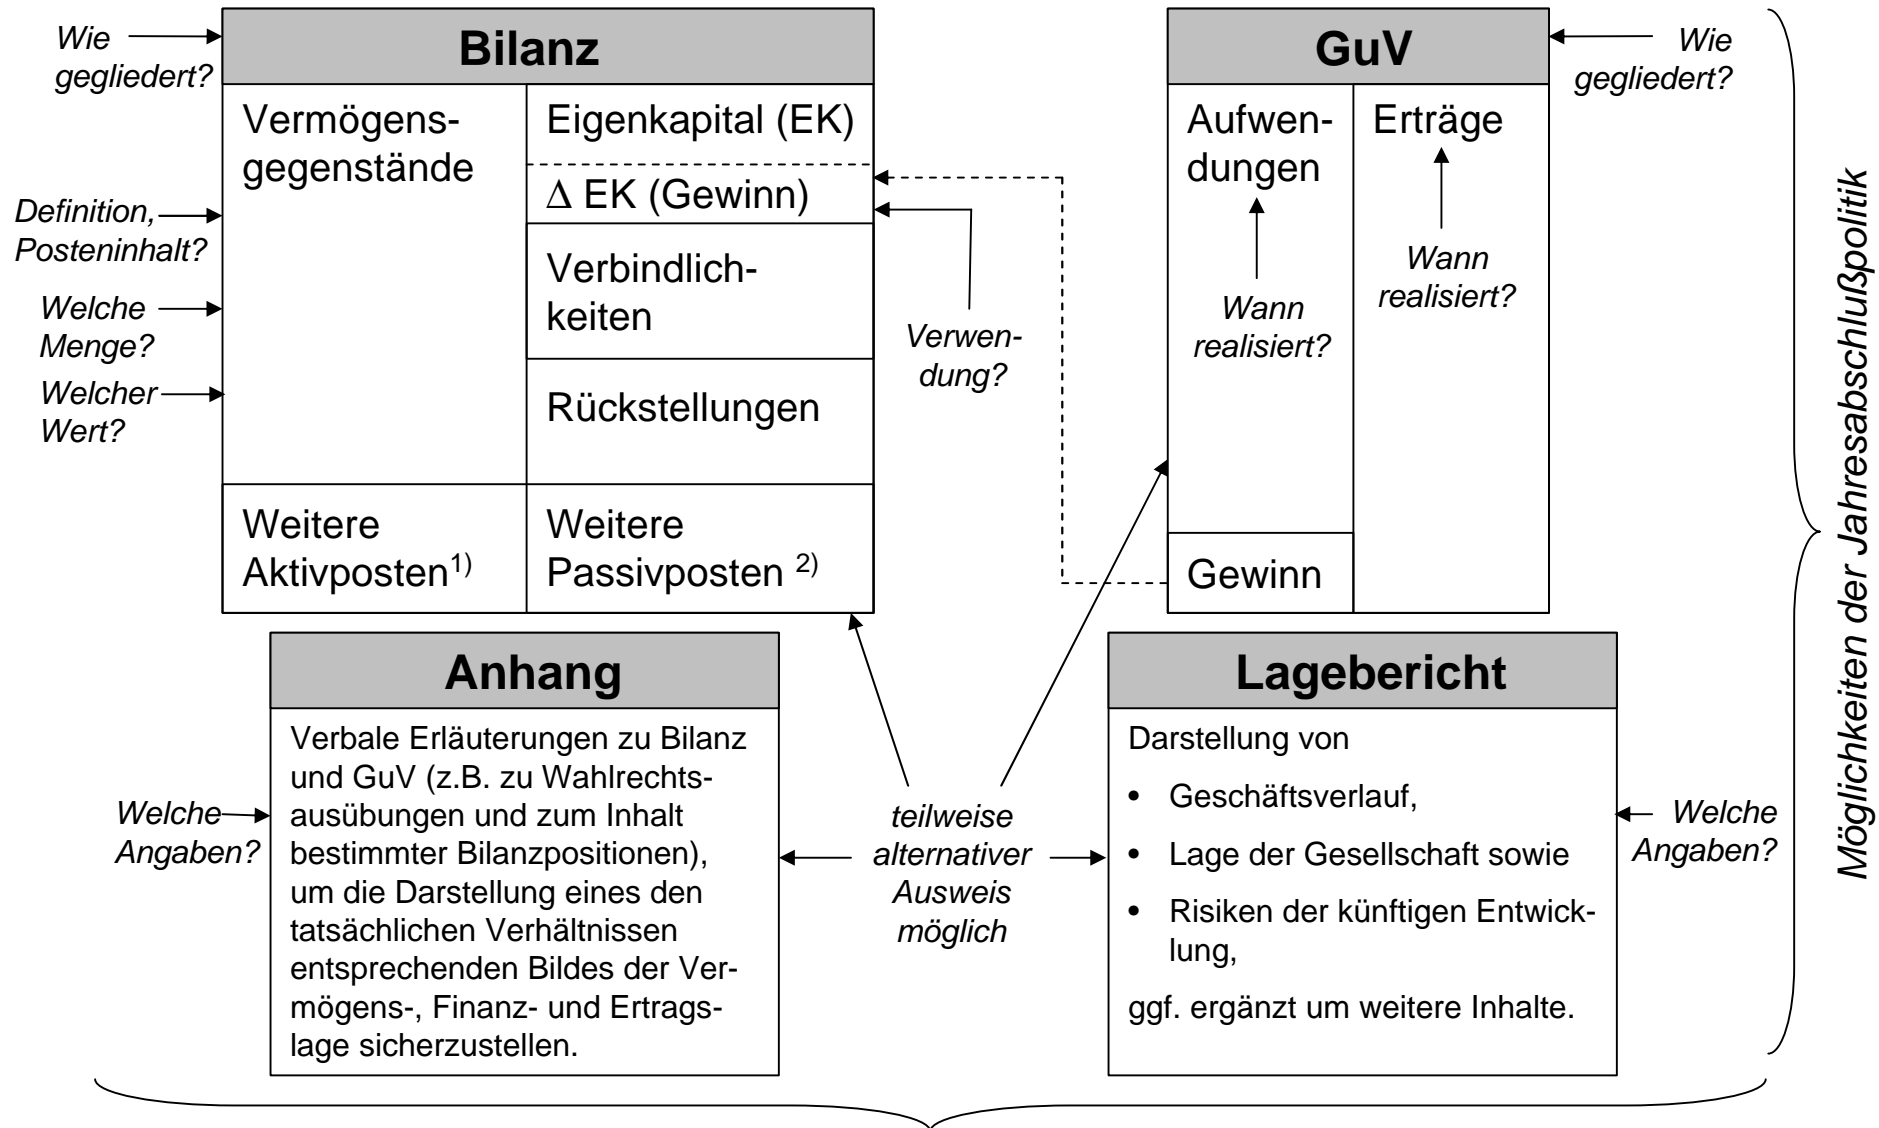 Wie
gegliedert?
Bilanz
Vermögens-
gegenstände
Eigenkapital (EK)
Δ EK (Gewinn)
Definition,
Posteninhalt?
Welche
Menge?
Welcher
Wert?
Verbindlich-
keiten
Rückstellungen
Weitere
Aktivposten1)
Weitere
Passivposten 2)
Verwen-
dung?
GuV
Wie
gegliedert?
Aufwen-
dungen
Erträge
Wann
realisiert?
Wann
realisiert?
Gewinn
Anhang
Verbale Erläuterungen zu Bilanz
und GuV (z.B. zu Wahlrechts-
ausübungen und zum Inhalt
bestimmter Bilanzpositionen),
um die Darstellung eines den
tatsächlichen Verhältnissen
entsprechenden Bildes der Ver-
mögens-, Finanz- und Ertrags-
lage sicherzustellen.
Welche
Angaben?
teilweise
alternativer
Ausweis
möglich
Lagebericht
Darstellung von
• Geschäftsverlauf,
• Lage der Gesellschaft sowie
• Risiken der künftigen Entwick-
lung,
ggf. ergänzt um weitere Inhalte.
Welche
Angaben?
Möglichkeiten der Jahresabschlußpolitik